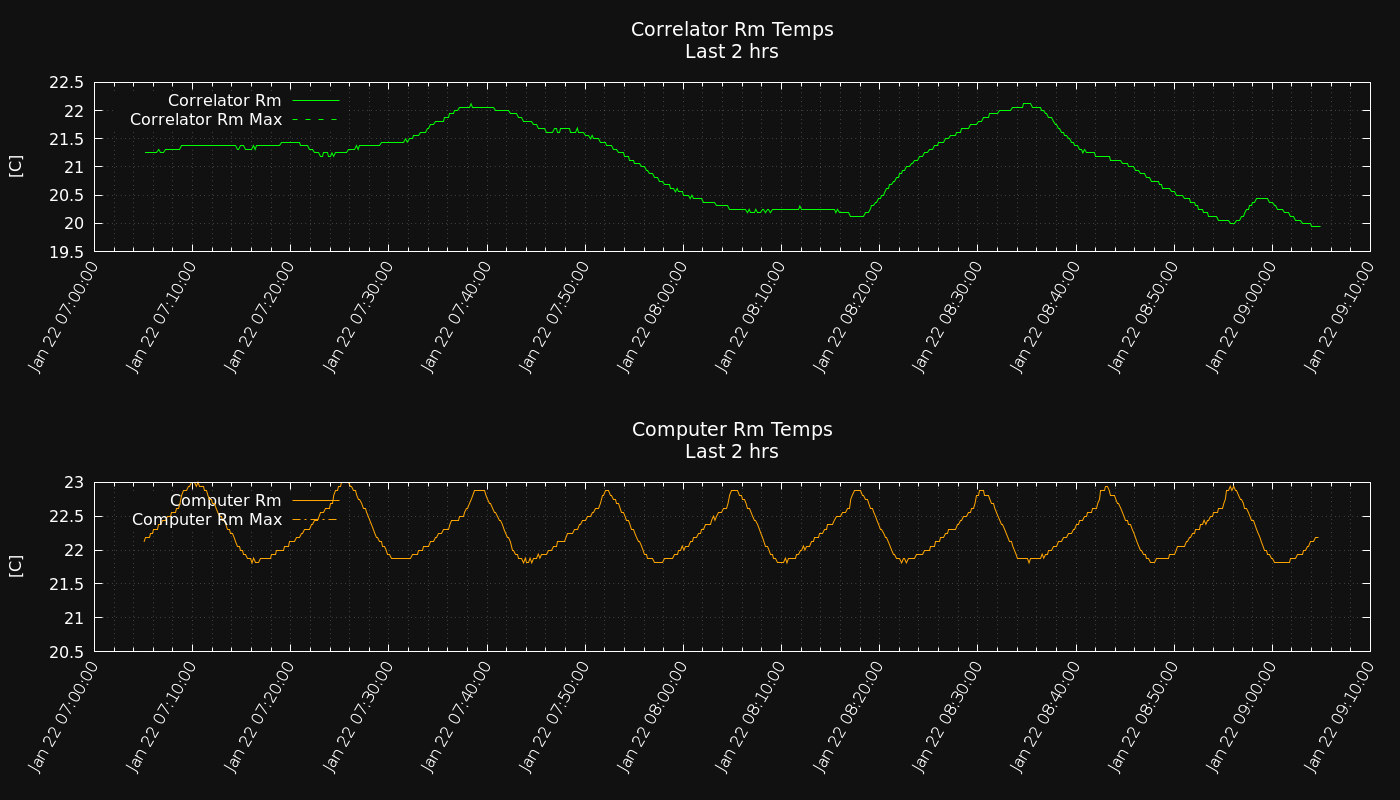 Correlator Rm Temps
Last 2 hrs
Correlator Rm
Correlator Rm Max
[C]
22.5
22
21.5
21
20.5
20
19.5
Jan 22 07:00:00
Jan 22 07:10:00
Jan 22 07:20:00
Jan 22 07:30:00
Jan 22 07:40:00
Jan 22 07:50:00
Jan 22 08:00:00
Jan 22 08:10:00
Jan 22 08:20:00
Jan 22 08:30:00
Jan 22 08:40:00
Jan 22 08:50:00
Jan 22 09:00:00
Jan 22 09:10:00
Computer Rm Temps
Last 2 hrs
Computer Rm
Computer Rm Max
[C]
23
22.5
22
21.5
21
20.5
Jan 22 07:00:00
Jan 22 07:10:00
Jan 22 07:20:00
Jan 22 07:30:00
Jan 22 07:40:00
Jan 22 07:50:00
Jan 22 08:00:00
Jan 22 08:10:00
Jan 22 08:20:00
Jan 22 08:30:00
Jan 22 08:40:00
Jan 22 08:50:00
Jan 22 09:00:00
Jan 22 09:10:00